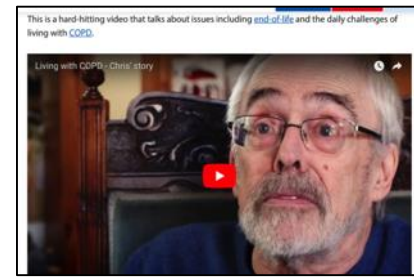 This is a hard-hitting video that talks about issues including end-of-life and the daily challenges of
living with COPD.
Living with COPD - Chris' story